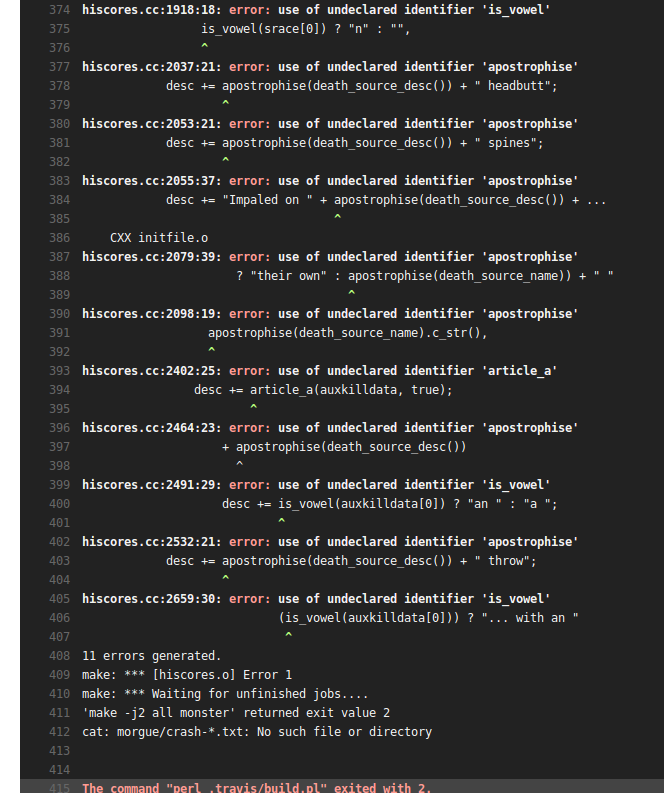 374 hiscores.cc:1918:18: error: use of undeclared identifier 'is_vowel'
375 is_vowel(srace[0]) ? "n" : "",
376 ^
377 hiscores.cc:2037:21: error: use of undeclared identifier 'apostrophise'
378 desc += apostrophise(death_source_desc()) + " headbutt";
379 ^
380 hiscores.cc:2053:21: error: use of undeclared identifier 'apostrophise'
381 desc += apostrophise(death_source_desc()) + " spines";
382 ^
383 hiscores.cc:2055:37: error: use of undeclared identifier 'apostrophise'
384 desc += "Impaled on " + apostrophise(death_source_desc()) + ...
385 ^
386 CXX initfile.o
387 hiscores.cc:2079:39: error: use of undeclared identifier 'apostrophise'
388 ? "their own" : apostrophise(death_source_name)) + " "
389 ^
390 hiscores.cc:2098:19: error: use of undeclared identifier 'apostrophise'
391 apostrophise(death_source_name).c_str(),
392 ^
393 hiscores.cc:2402:25: error: use of undeclared identifier 'article_a'
394 desc += article_a(auxkilldata, true);
395 ^
396 hiscores.cc:2464:23: error: use of undeclared identifier 'apostrophise'
397 + apostrophise(death_source_desc())
398 ^
399 hiscores.cc:2491:29: error: use of undeclared identifier 'is_vowel'
400 desc += is_vowel(auxkilldata[0]) ? "an " : "a ";
401 ^
402 hiscores.cc:2532:21: error: use of undeclared identifier 'apostrophise'
403 desc += apostrophise(death_source_desc()) + " throw";
404 ^
405 hiscores.cc:2659:30: error: use of undeclared identifier 'is_vowel'
406 (is_vowel(auxkilldata[0])) ? "... with an "
407 ^
408 11 errors generated.
409 make: *** [hiscores.o] Error 1
410 make: *** Waiting for unfinished jobs....
411 'make -j2 all monster' returned exit value 2
412 cat: morgue/crash-*.txt: No such file or directory
413
414
415 The command "perl .travis/build.pl" exited with 2.